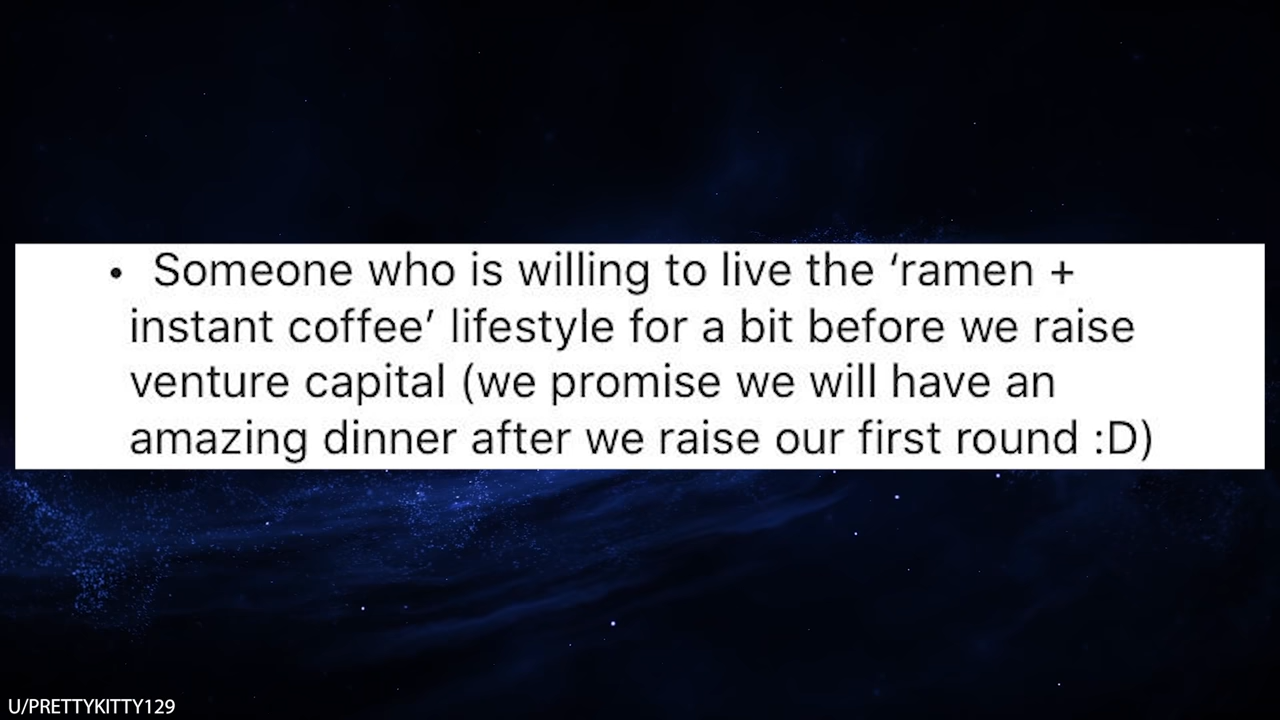 • Someone who is willing to live the ‘ramen +
instant coffee’ lifestyle for a bit before we raise
venture capital (we promise we will have an
amazing dinner after we raise our first round :D)
U/PRETTYKITTY129